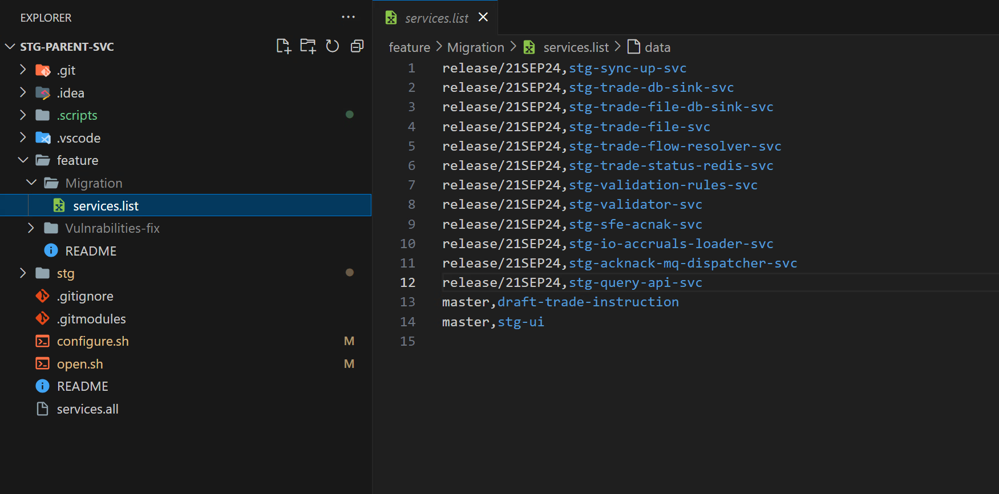 EXPLORER
STG-PARENT-SVC
.git
.idea
.scripts
.vscode
feature
Migration
services.list
Vulnrabilities-fix
README
stg
.gitignore
.gitmodules
configure.sh M
open.sh M
README
services.all
services.list
feature > Migration > services.list > data
1 release/21SEP24,stg-sync-up-svc
2 release/21SEP24,stg-trade-db-sink-svc
3 release/21SEP24,stg-trade-file-db-sink-svc
4 release/21SEP24,stg-trade-file-svc
5 release/21SEP24,stg-trade-flow-resolver-svc
6 release/21SEP24,stg-trade-status-redis-svc
7 release/21SEP24,stg-validation-rules-svc
8 release/21SEP24,stg-validator-svc
9 release/21SEP24,stg-sfe-acnak-svc
10 release/21SEP24,stg-io-accruals-loader-svc
11 release/21SEP24,stg-acknack-mq-dispatcher-svc
12 release/21SEP24,stg-query-api-svc
13 master,draft-trade-instruction
14 master,stg-ui
15